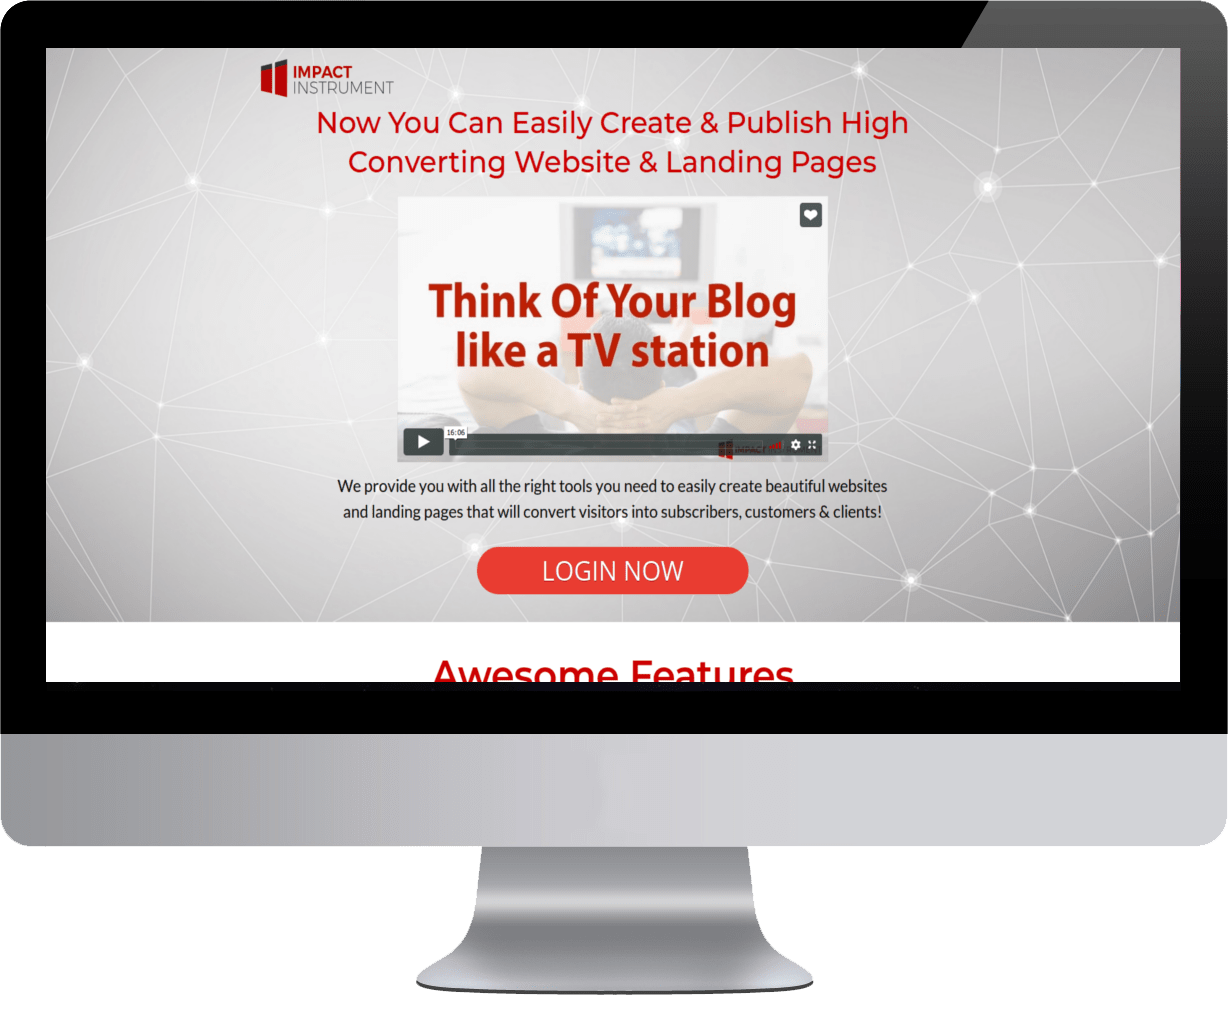 IMPACT
INSTRUMENT
Now You Can Easily Create & Publish High
Converting Website & Landing Pages
Think Of Your Blog
like a TV station
16:06
IMPACT
We provide you with all the right tools you need to easily create beautiful websites
and landing pages that will convert visitors into subscribers, customers & clients!
LOGIN NOW
Awesome Features